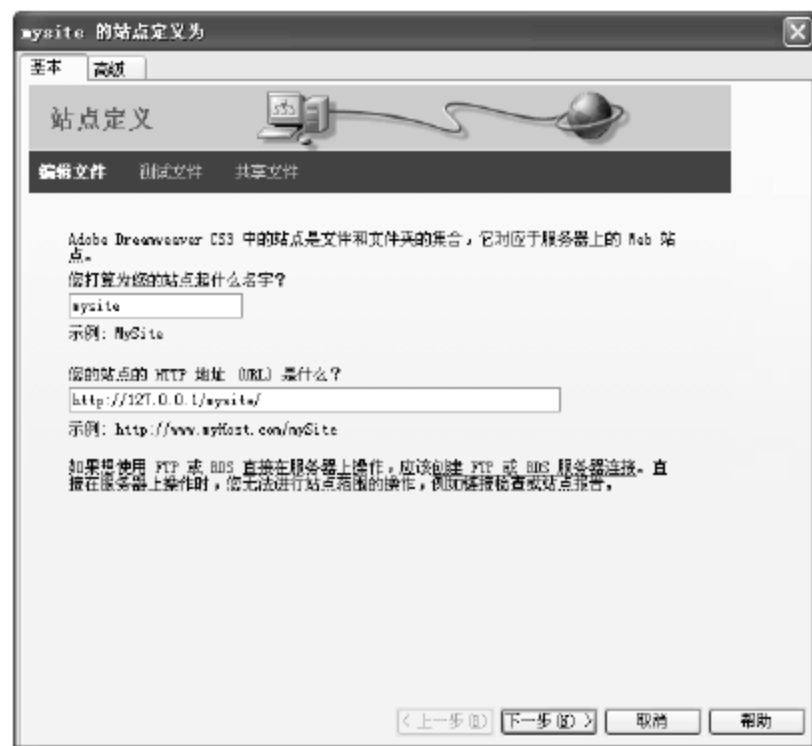 mysite 的站点定义为
基本 高级
站点定义
编辑文件 测试文件 共享文件
Adobe Dreamweaver CS3 中的站点是文件和文件夹的集合，它对应于服务器上的 Web 站
点。
您打算为您的站点起什么名字？
mysite
示例: MySite
您的站点的 HTTP 地址 (URL) 是什么？
http://127.0.0.1/mysite/
示例: http://www.myHost.com/mySite
如果想使用 FTP 或 RDS 直接在服务器上操作，应该创建 FTP 或 RDS 服务器连接。直
接在服务器上操作时，您无法进行站点范围的操作，例如链接检查或站点报告。
< 上一步(B) 下一步(N) > 取消 帮助